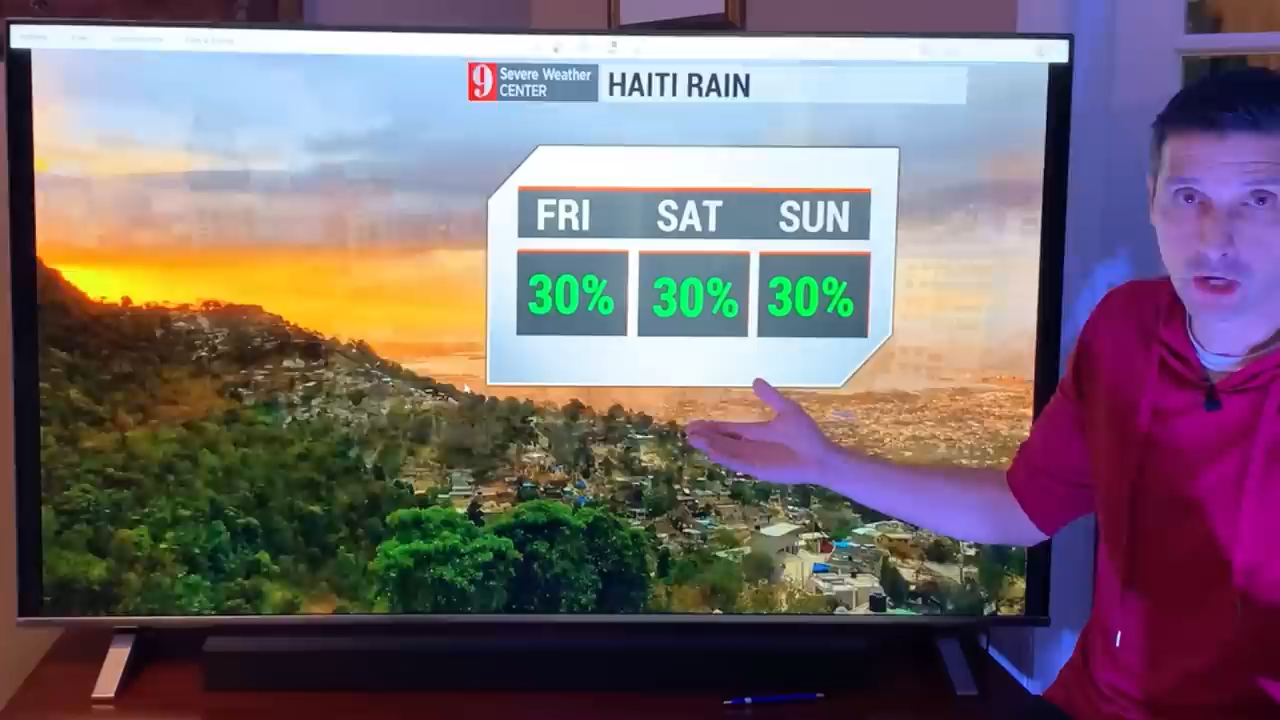 9 Severe Weather
CENTER
HAITI RAIN
FRI SAT SUN
30% 30% 30%